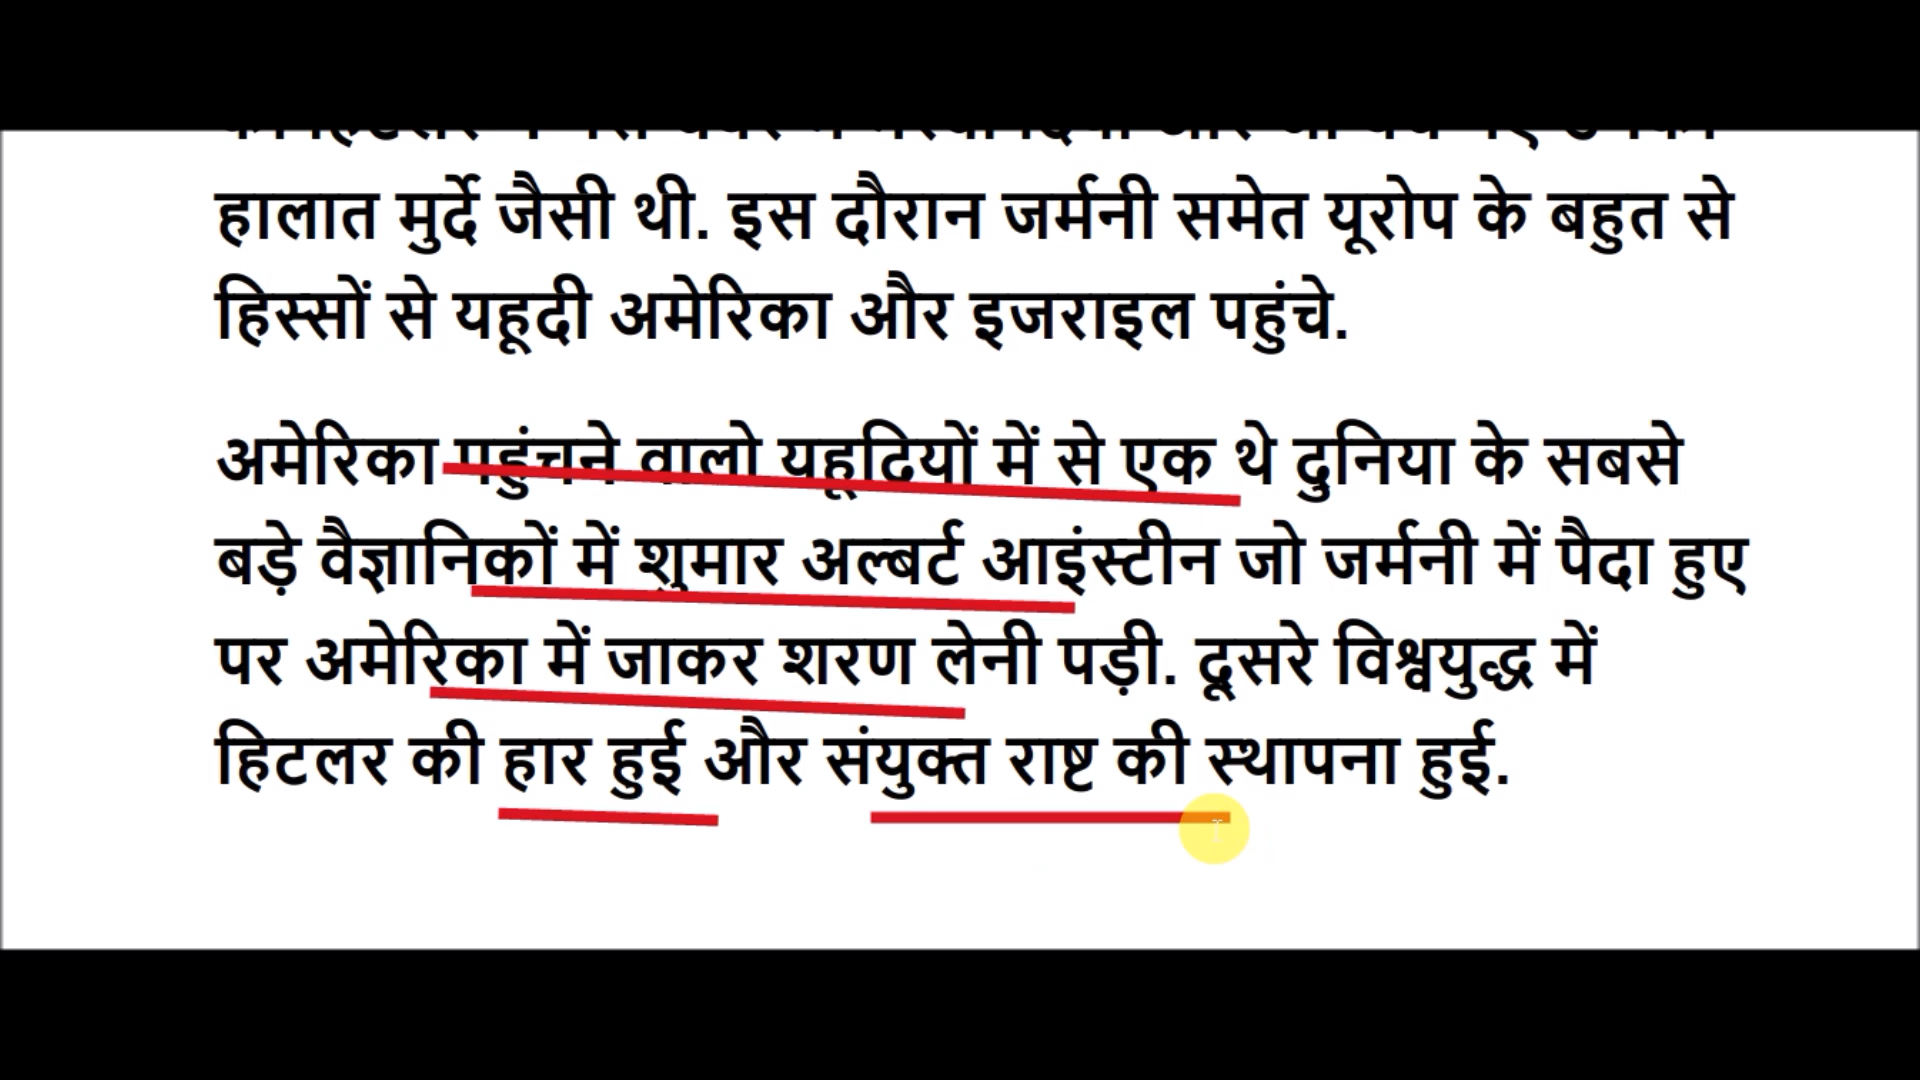 हालात मुर्दे जैसी थी. इस दौरान जर्मनी समेत यूरोप के बहुत से
हिस्सों से यहूदी अमेरिका और इजराइल पहुंचे.
अमेरिका पहुंचने वालो यहूदियों में से एक थे दुनिया के सबसे
बड़े वैज्ञानिकों में शुमार अल्बर्ट आइंस्टीन जो जर्मनी में पैदा हुए
पर अमेरिका में जाकर शरण लेनी पड़ी. दूसरे विश्वयुद्ध में
हिटलर की हार हुई और संयुक्त राष्ट की स्थापना हुई.